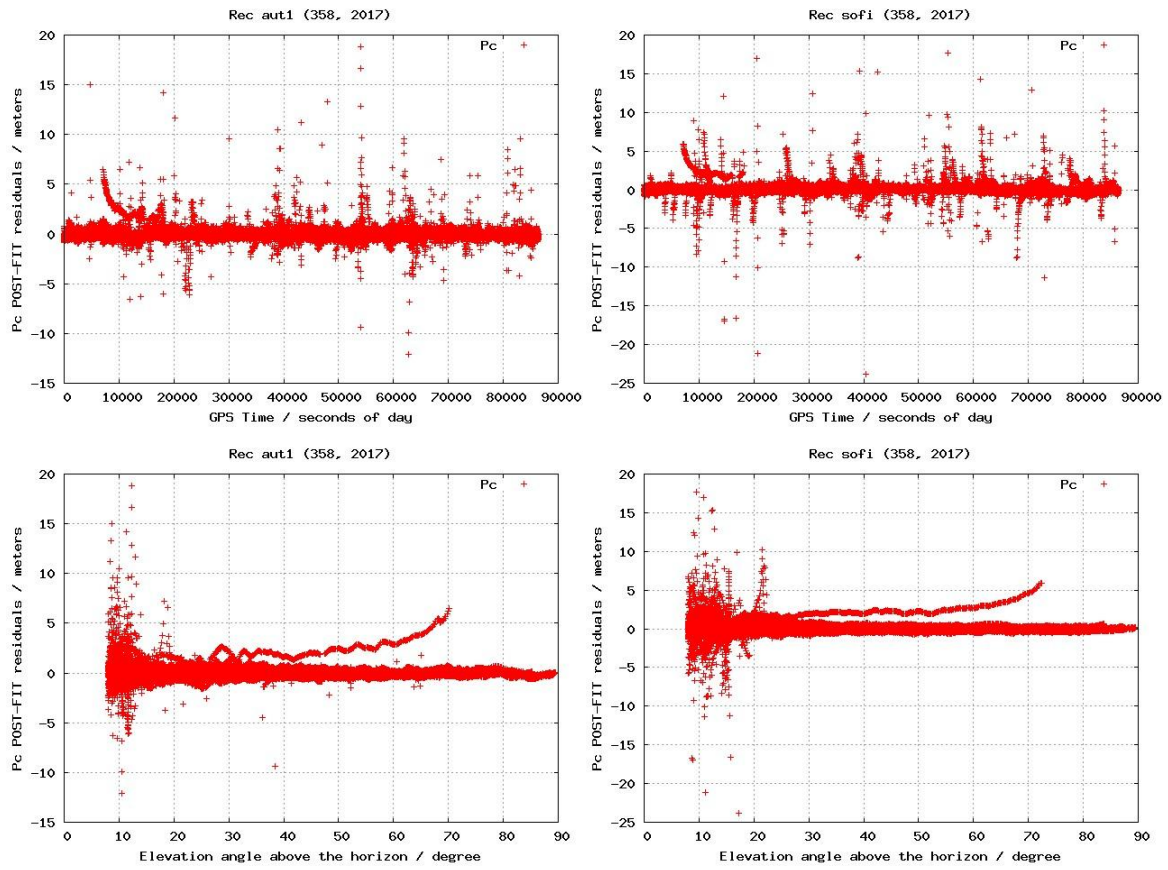 Rec aut1 (358, 2017)
Pc
Pc POST-FIT residuals / meters
20
15
10
5
0
-5
-10
-15
0 10000 20000 30000 40000 50000 60000 70000 80000 90000
GPS Time / seconds of day
Rec sofi (358, 2017)
Pc
Pc POST-FIT residuals / meters
20
15
10
5
0
-5
-10
-15
-20
-25
0 10000 20000 30000 40000 50000 60000 70000 80000 90000
GPS Time / seconds of day
Rec aut1 (358, 2017)
Pc
Pc POST-FIT residuals / meters
20
15
10
5
0
-5
-10
-15
0 10 20 30 40 50 60 70 80 90
Elevation angle above the horizon / degree
Rec sofi (358, 2017)
Pc
Pc POST-FIT residuals / meters
20
15
10
5
0
-5
-10
-15
-20
-25
0 10 20 30 40 50 60 70 80 90
Elevation angle above the horizon / degree